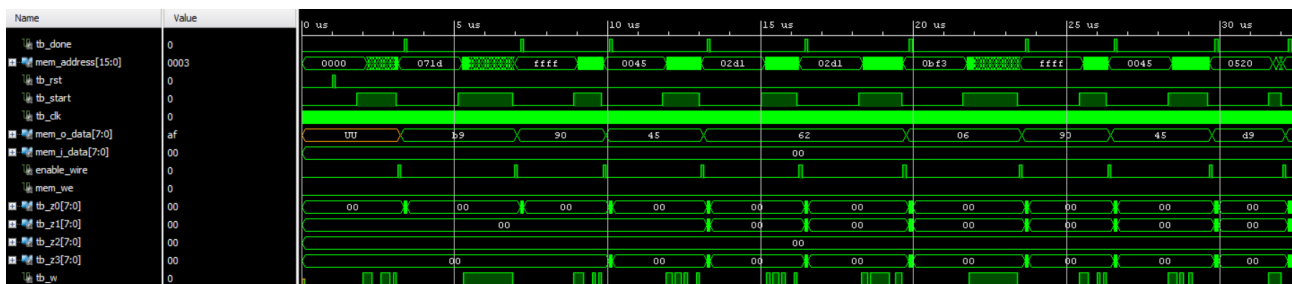 Name Value 0 us 5 us 10 us 15 us 20 us 25 us 30 us
tb_done 0
mem_address[15:0] 0003 0000 071d ffff 0045 02d1 02d1 0bf3 ffff 0045 0520
tb_rst 0
tb_start 0
tb_clk 0
mem_o_data[7:0] af UU b9 90 45 62 06 90 45 d9
mem_i_data[7:0] 00 00
enable_wire 0
mem_we 0
tb_z0[7:0] 00 00 00 00 00 00 00 00 00 00 00
tb_z1[7:0] 00 00 00 00 00 00 00 00 00
tb_z2[7:0] 00 00
tb_z3[7:0] 00 00 00 00 00 00 00 00 00
tb_w 0